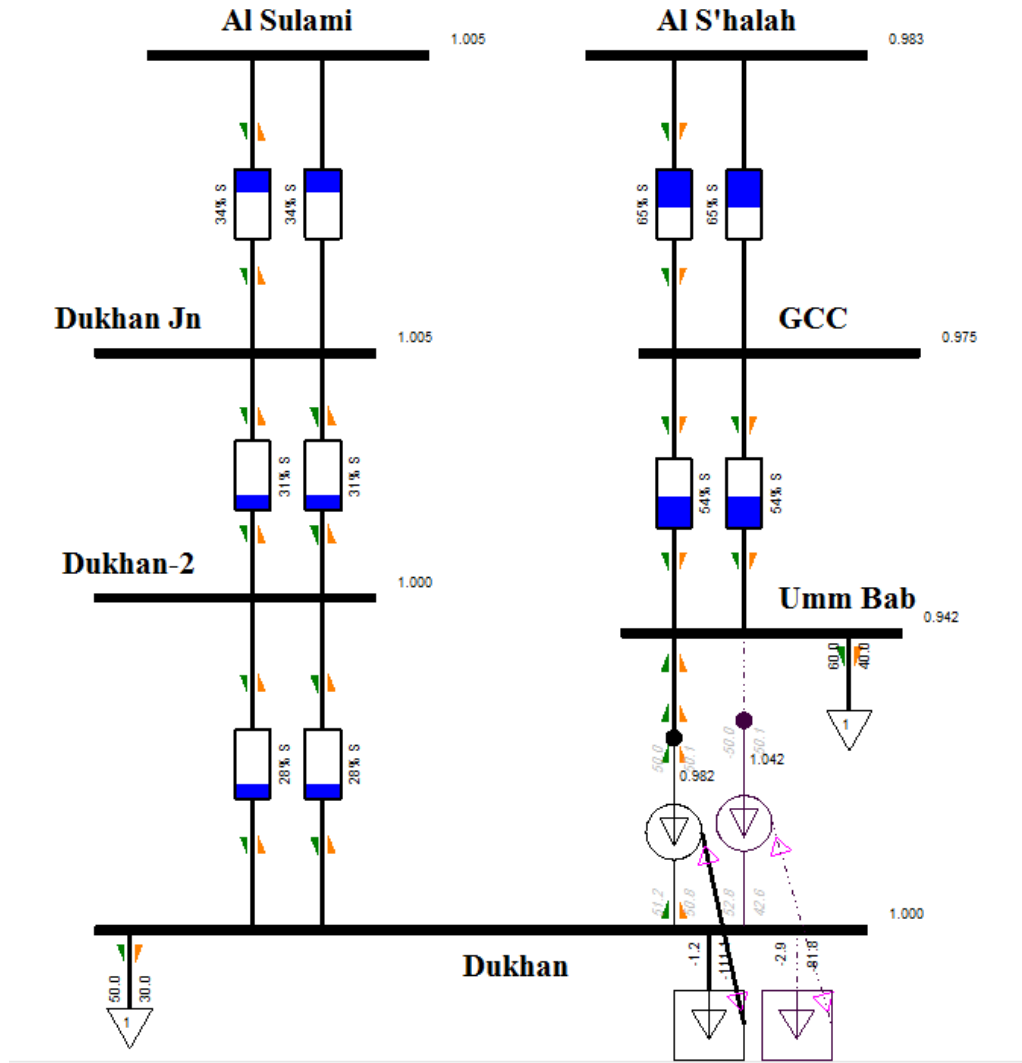 Al Sulami
1.005
Al S'halah
0.983
34% S
34% S
65% S
65% S
Dukhan Jn
1.005
GCC
0.975
31% S
31% S
54% S
54% S
Dukhan-2
1.000
Umm Bab
0.942
60.0
40.0
1
28% S
28% S
50.0
50.1
0.982
-50.0
-50.1
1.042
51.2
50.8
52.8
42.6
1.000
Dukhan
50.0
30.0
1
-1.2
-2.9
-81.8